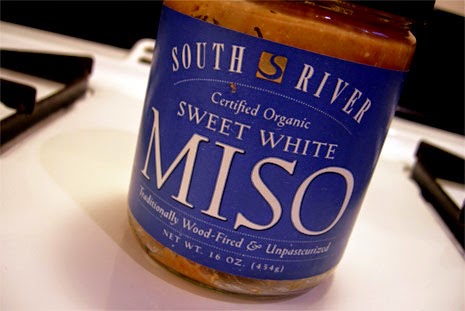 SOUTH S RIVER
Certified Organic
SWEET WHITE
MISO
Traditionally Wood-Fired & Unpasteurized
NET WT. 16 OZ. (454g)